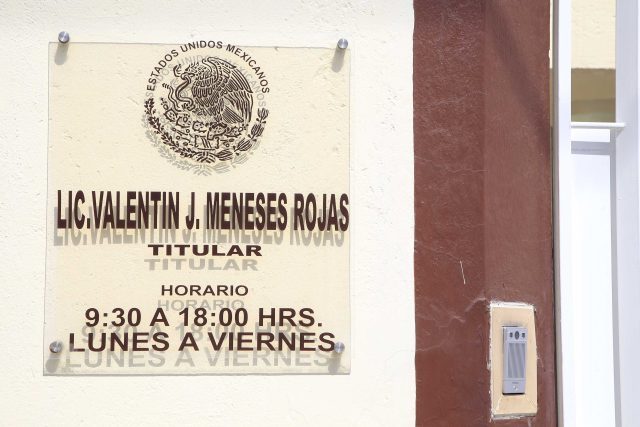 ESTADOS UNIDOS MEXICANOS
LIC. VALENTIN J. MENESES ROJAS
TITULAR
HORARIO
9:30 A 18:00 HRS.
LUNES A VIERNES